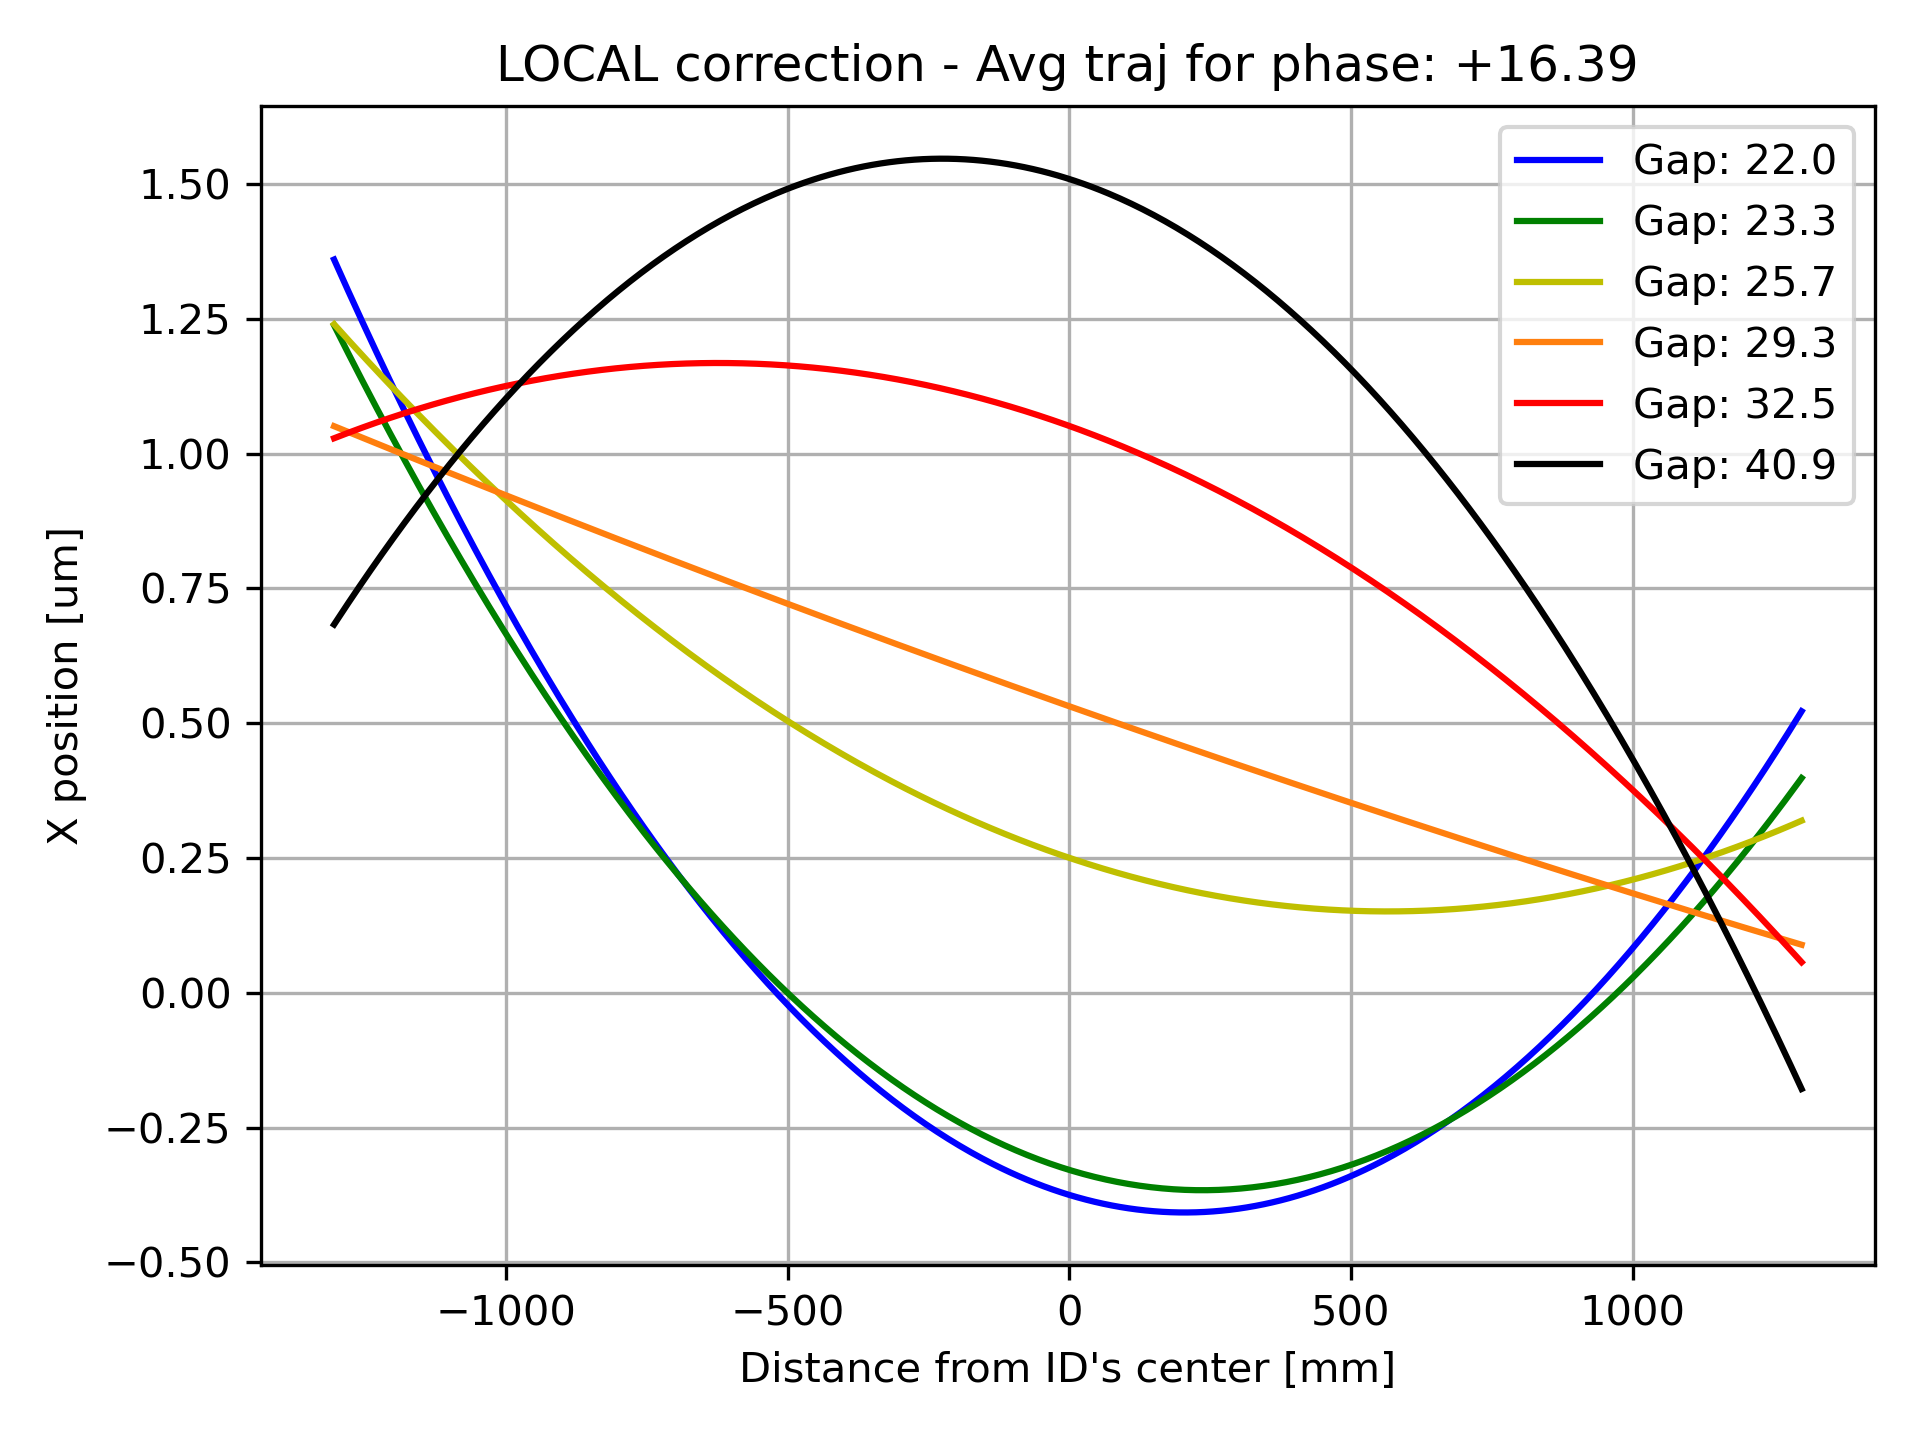 LOCAL correction - Avg traj for phase: +16.39
Gap: 22.0
Gap: 23.3
Gap: 25.7
Gap: 29.3
Gap: 32.5
Gap: 40.9
X position [um]
1.50
1.25
1.00
0.75
0.50
0.25
0.00
−0.25
−0.50
−1000 −500 0 500 1000
Distance from ID's center [mm]